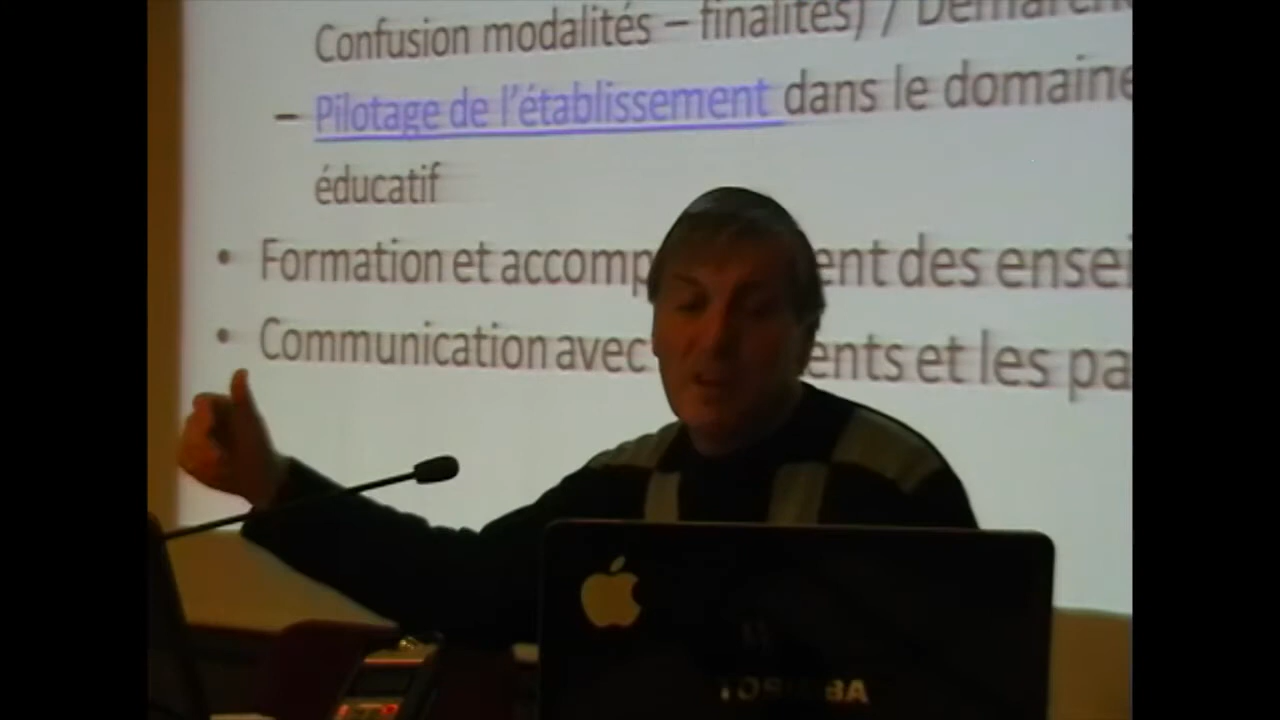 Confusion modalités – finalités) / Démarche
– Pilotage de l'établissement dans le domaine
éducatif
• Formation et accomp ent des ensei
• Communication avec ents et les pa
TOSHIBA